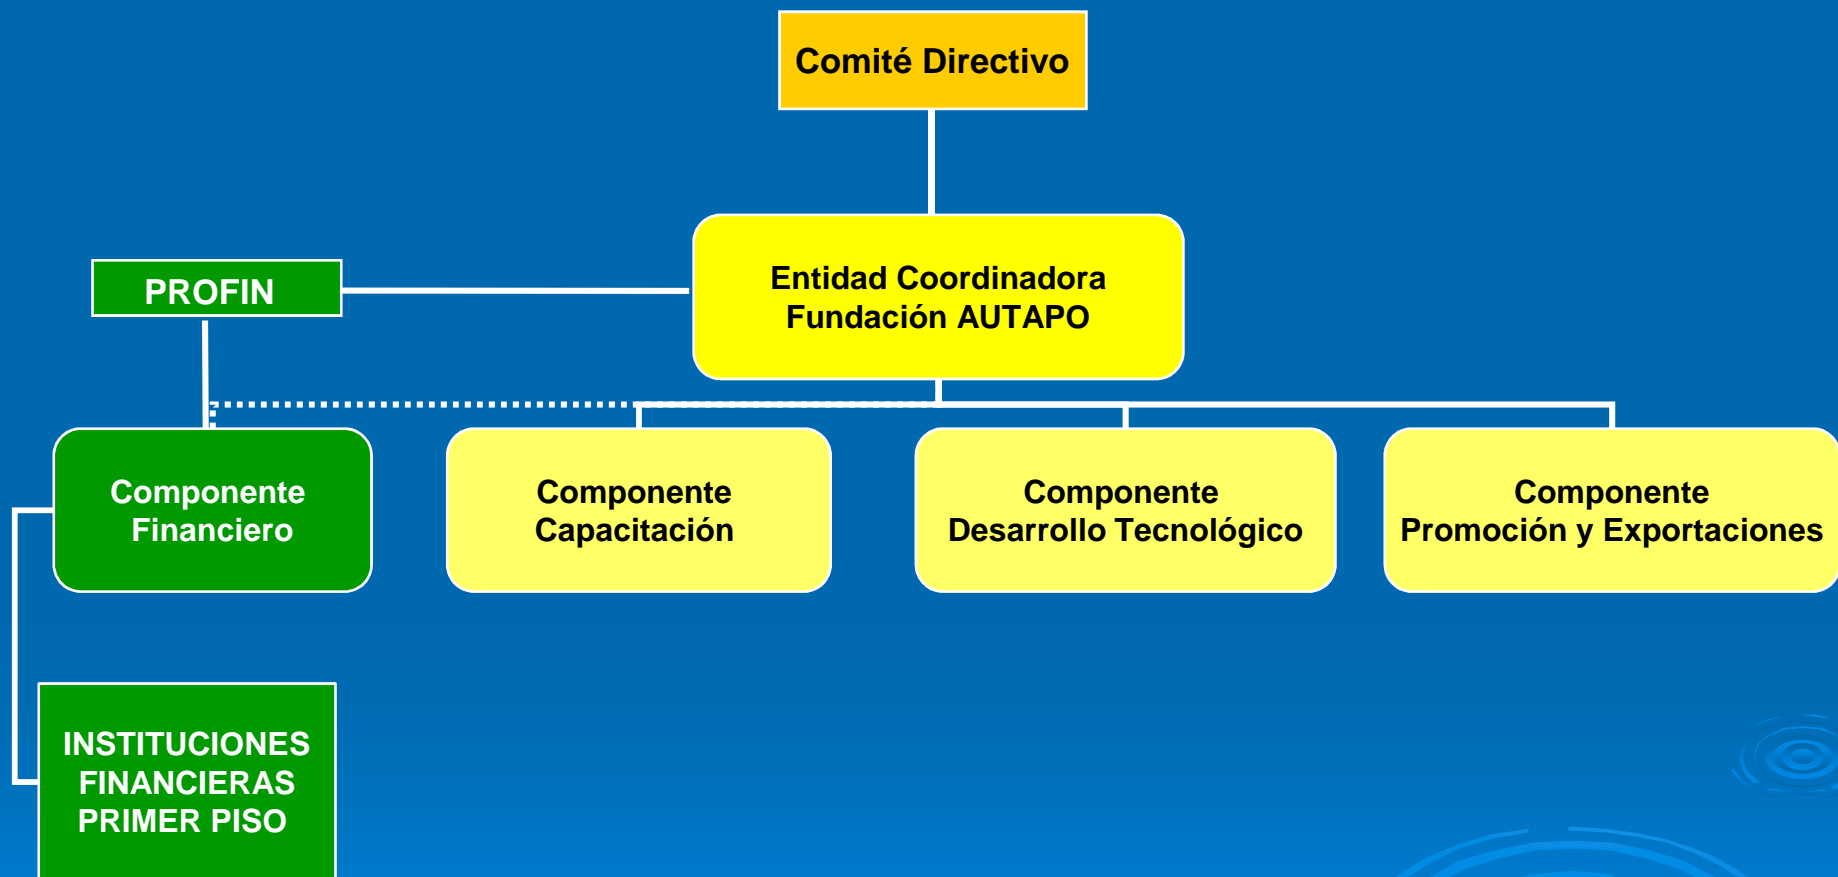 Comité Directivo
PROFIN
Entidad Coordinadora
Fundación AUTAPO
Componente
Financiero
Componente
Capacitación
Componente
Desarrollo Tecnológico
Componente
Promoción y Exportaciones
INSTITUCIONES
FINANCIERAS
PRIMER PISO